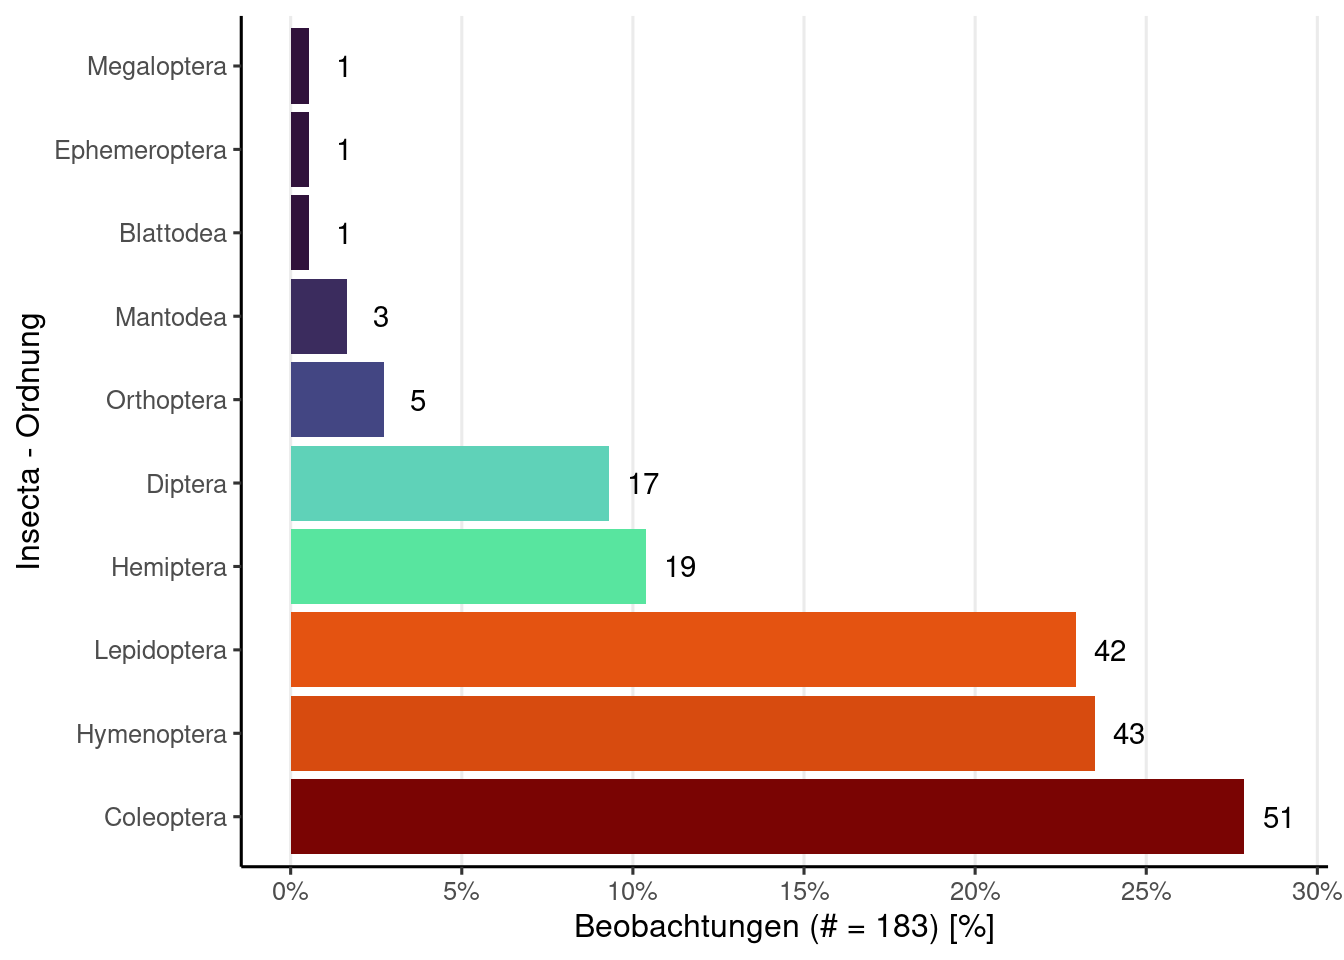 Megaloptera 1
Ephemeroptera 1
Blattodea 1
Mantodea 3
Orthoptera 5
Diptera 17
Hemiptera 19
Lepidoptera 42
Hymenoptera 43
Coleoptera 51
Insecta - Ordnung
0% 5% 10% 15% 20% 25% 30%
Beobachtungen (# = 183) [%]